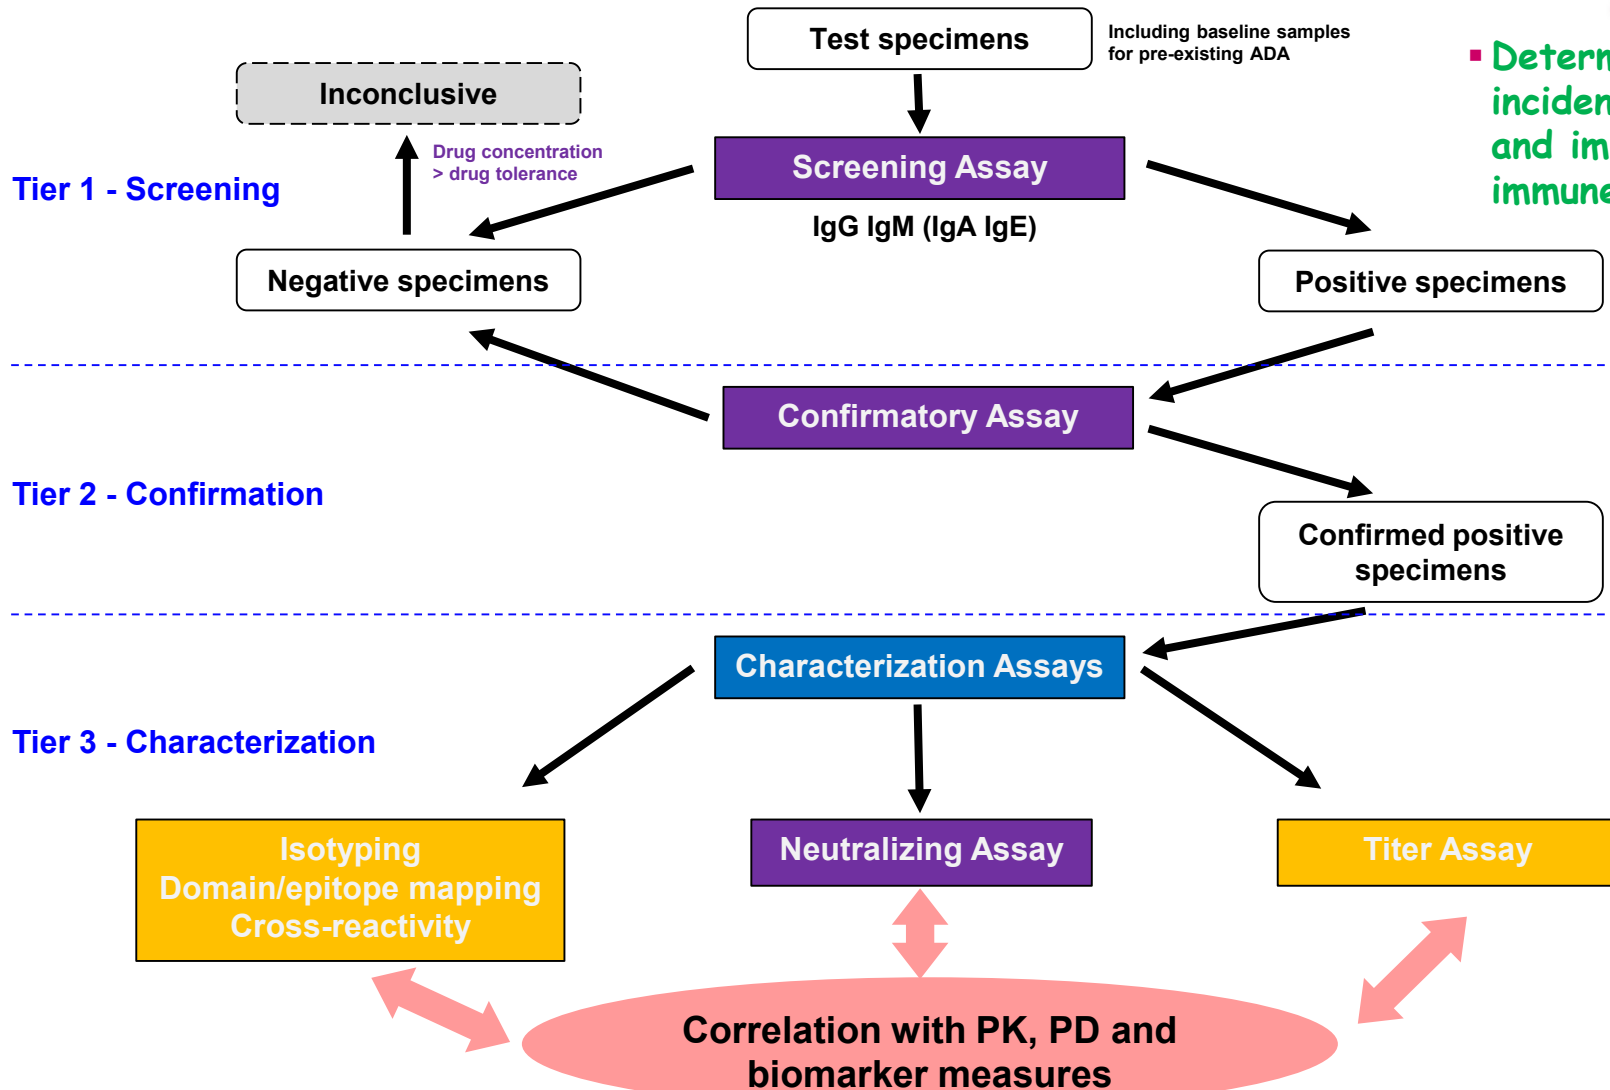 Test specimens
Including baseline samples
for pre-existing ADA
Inconclusive
Drug concentration
> drug tolerance
Tier 1 - Screening
Screening Assay
IgG IgM (IgA IgE)
and
Negative specimens
Positive specimens
Confirmatory Assay
Tier 2 - Confirmation
Confirmed positive
specimens
Characterization Assays
Tier 3 - Characterization
Isotyping
Domain/epitope mapping
Cross-reactivity
Neutralizing Assay
Titer Assay
Correlation with PK, PD and
biomarker measures